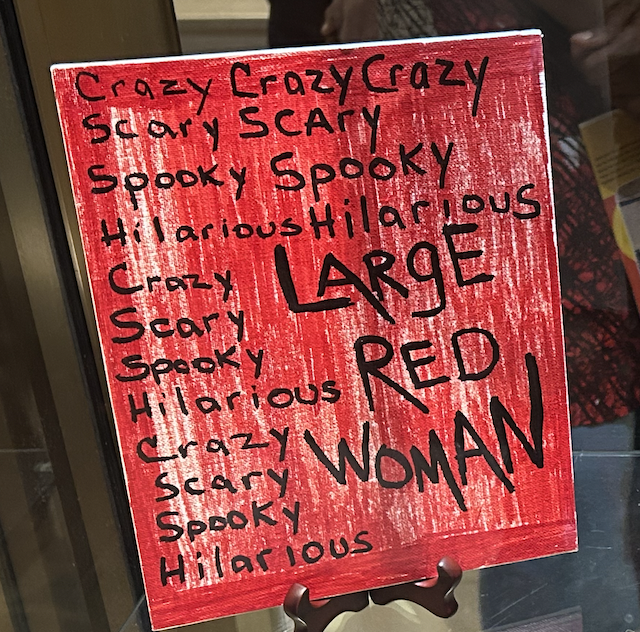 Crazy Crazy Crazy
Scary SCAry
Spooky Spooky
Hilarious Hilarious
Crazy LARgE
Scary
Spooky RED
Hilarious
Crazy WOMAN
Scary
Spooky
Hilarious